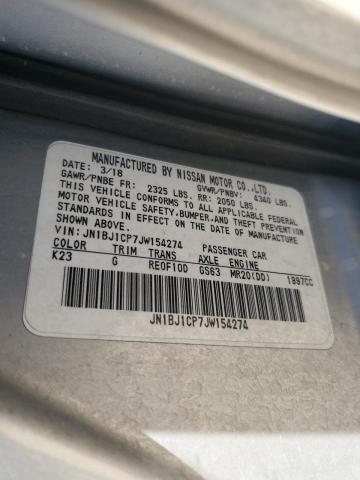 MANUFACTURED BY NISSAN MOTOR CO.,LTD.
DATE: 3/18 GVWR/PNBV: 4340 LBS.
GAWR/PNBE FR: 2325 LBS. RR: 2050 LBS.
THIS VEHICLE CONFORMS TO ALL APPLICABLE FEDERAL
MOTOR VEHICLE SAFETY,BUMPER,AND THEFT PREVENTION
STANDARDS IN EFFECT ON THE DATE OF MANUFACTURE
SHOWN ABOVE.
VIN: JN1BJ1CP7JW154274 PASSENGER CAR
COLOR TRIM TRANS AXLE ENGINE
K23 G RE0F10D GS63 MR20(DD) 1997CC
JN1BJ1CP7JW154274